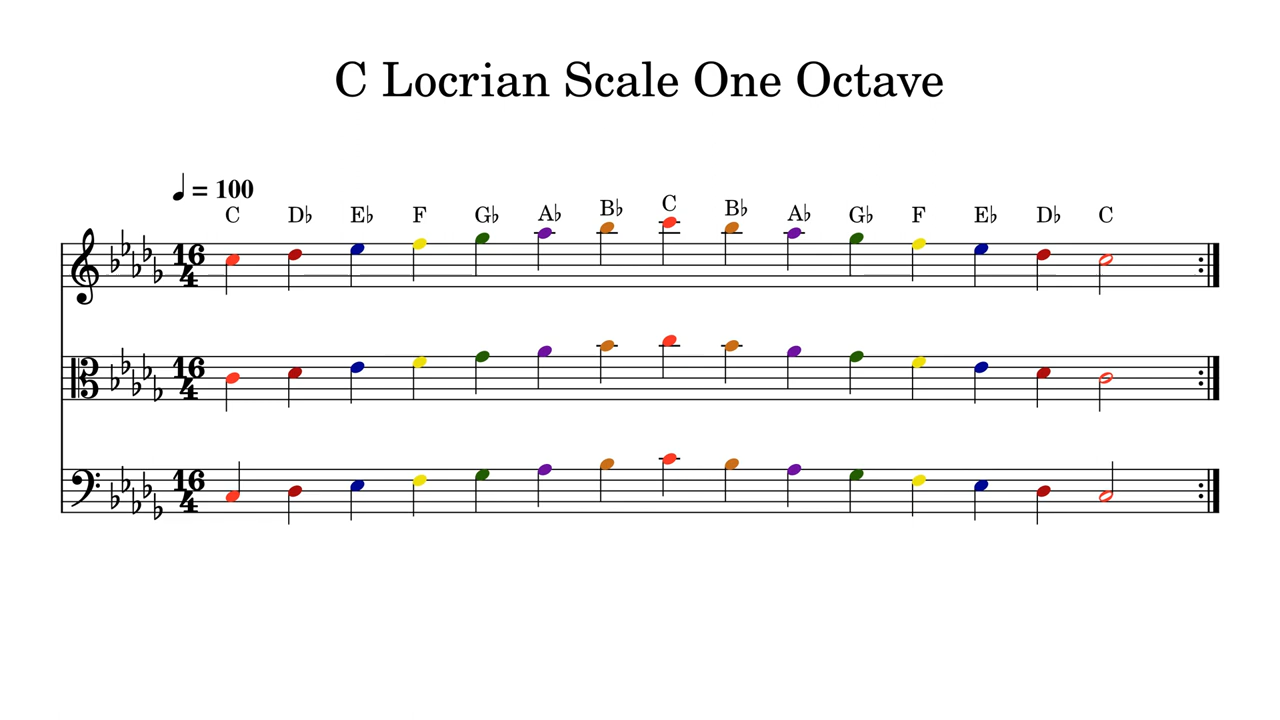 C Locrian Scale One Octave
♩ = 100
C D♭ E♭ F G♭ A♭ B♭ C B♭ A♭ G♭ F E♭ D♭ C
16
4
16
4
16
4